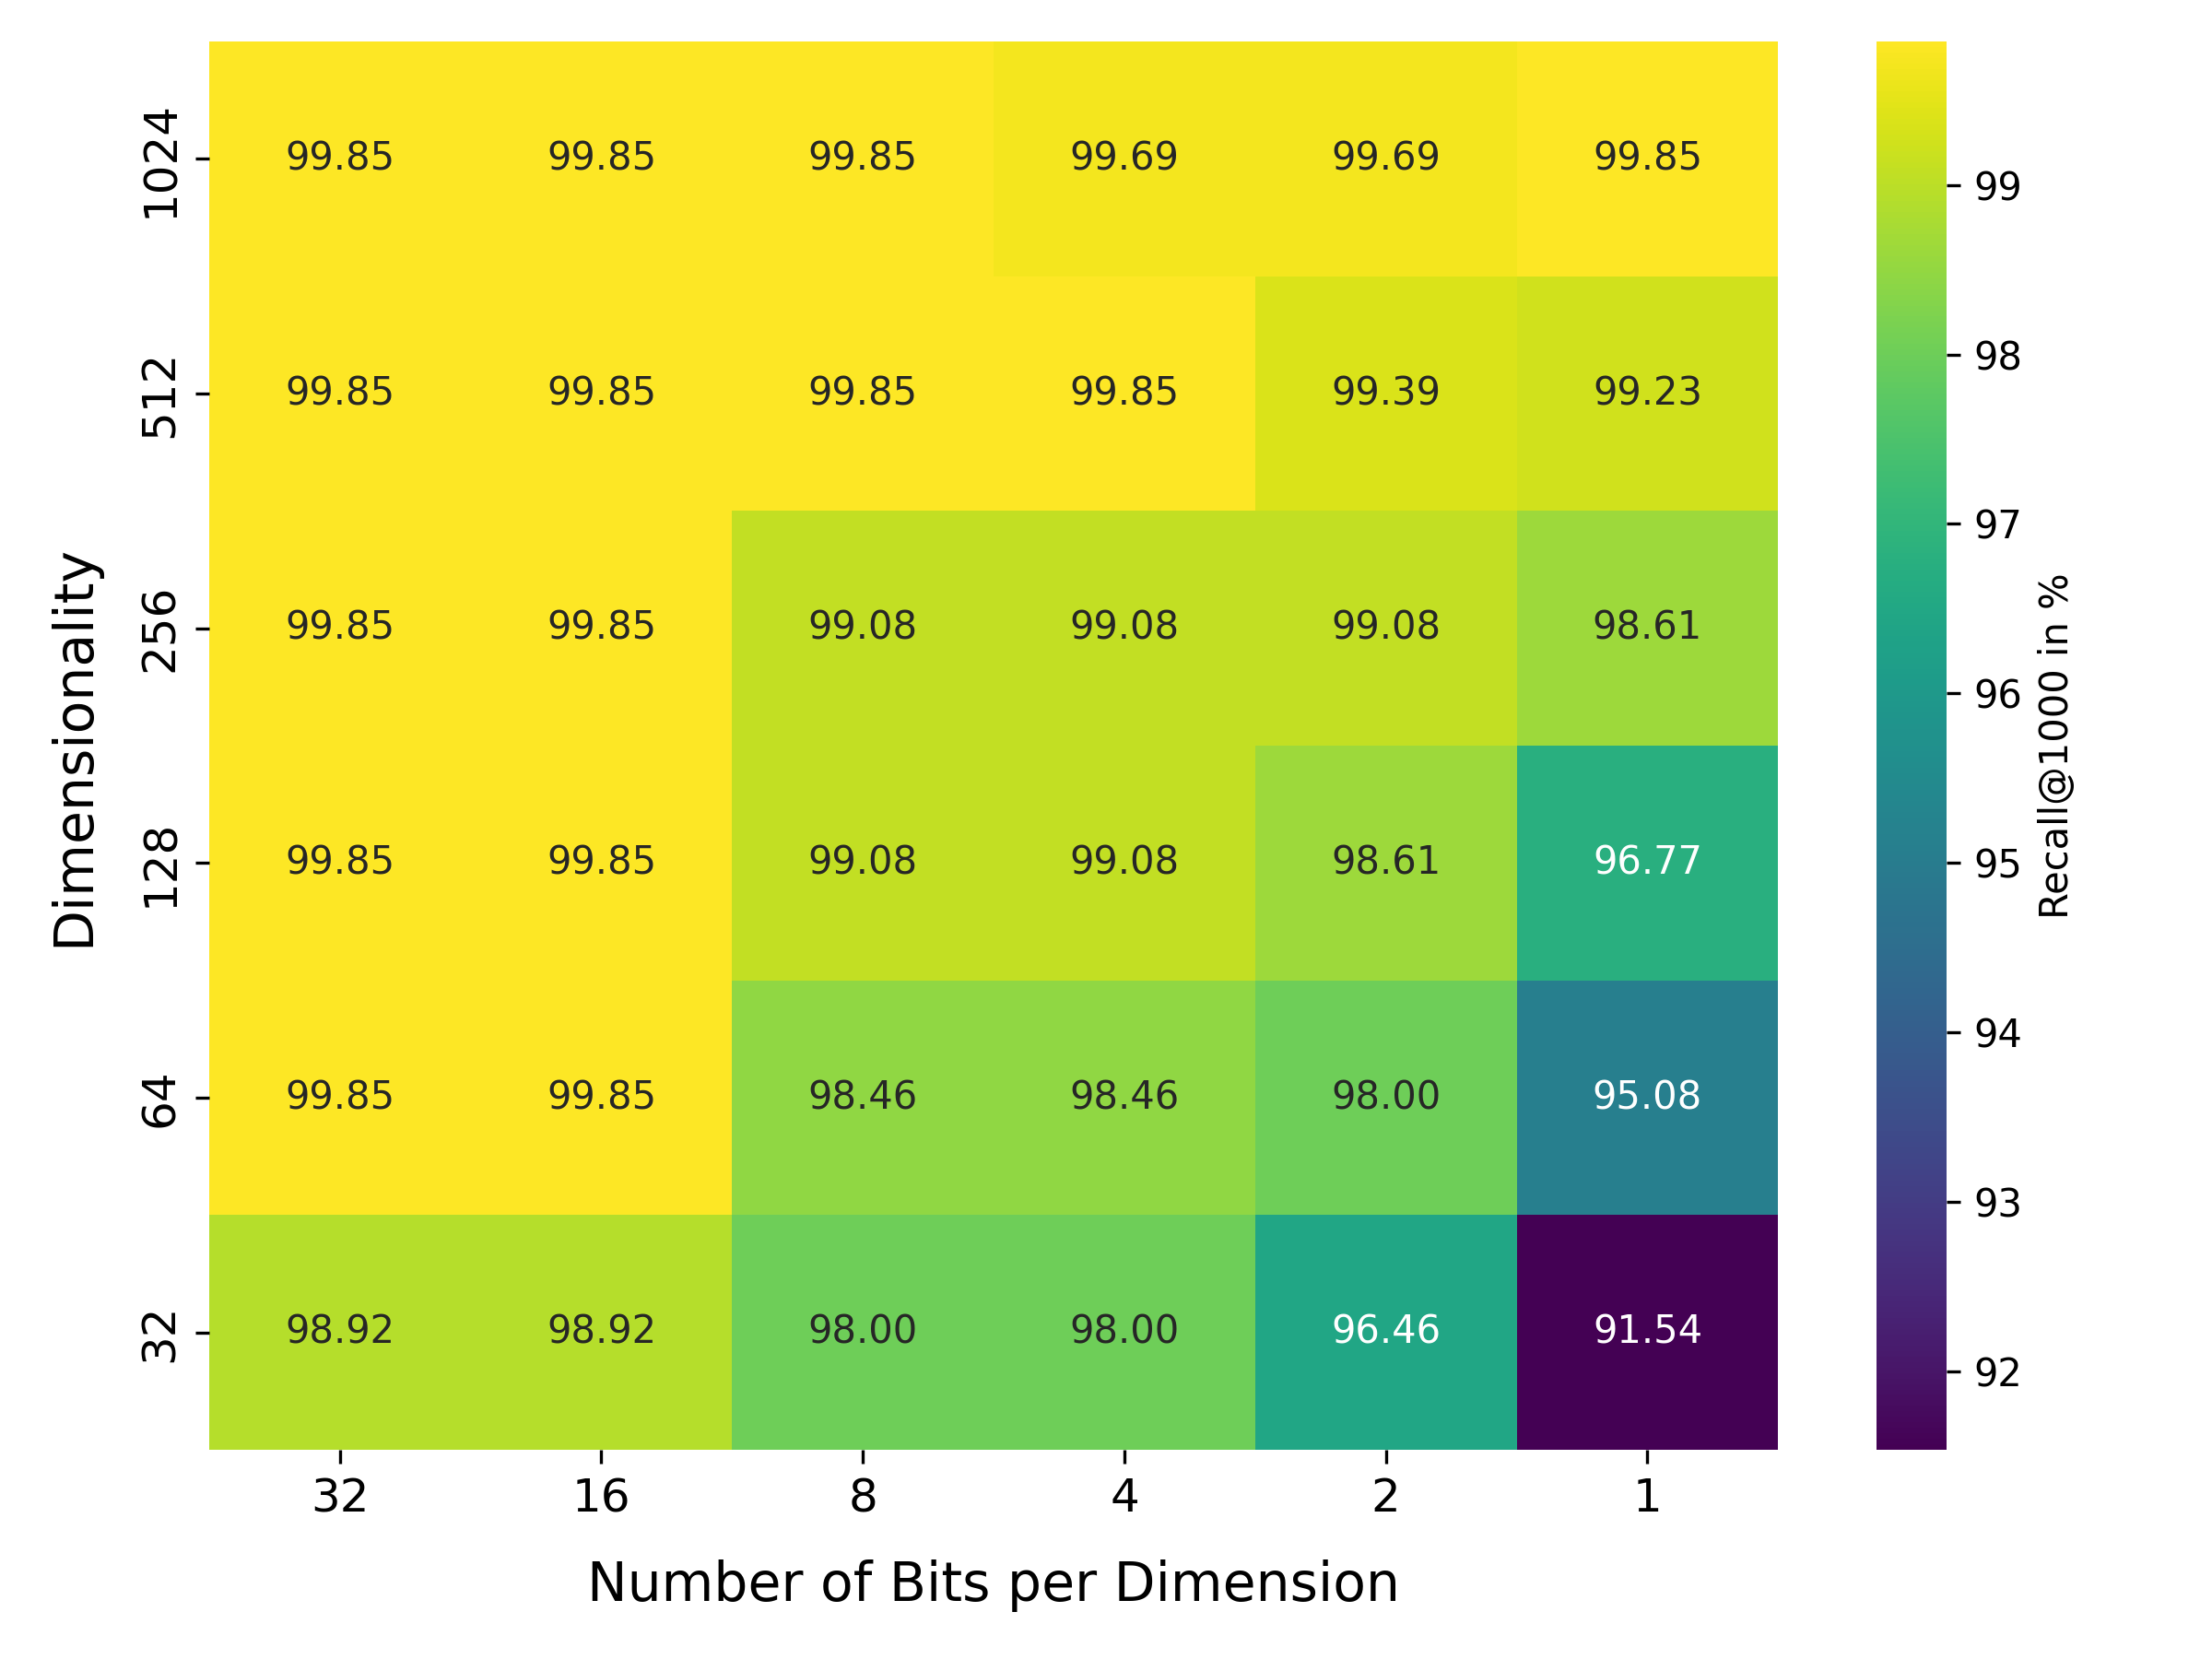 1024 99.85 99.85 99.85 99.69 99.69 99.85
512 99.85 99.85 99.85 99.85 99.39 99.23
256 99.85 99.85 99.08 99.08 99.08 98.61
128 99.85 99.85 99.08 99.08 98.61 96.77
64 99.85 99.85 98.46 98.46 98.00 95.08
32 98.92 98.92 98.00 98.00 96.46 91.54
32 16 8 4 2 1
Dimensionality
Number of Bits per Dimension
99
98
97
96
95
94
93
92
Recall@1000 in %